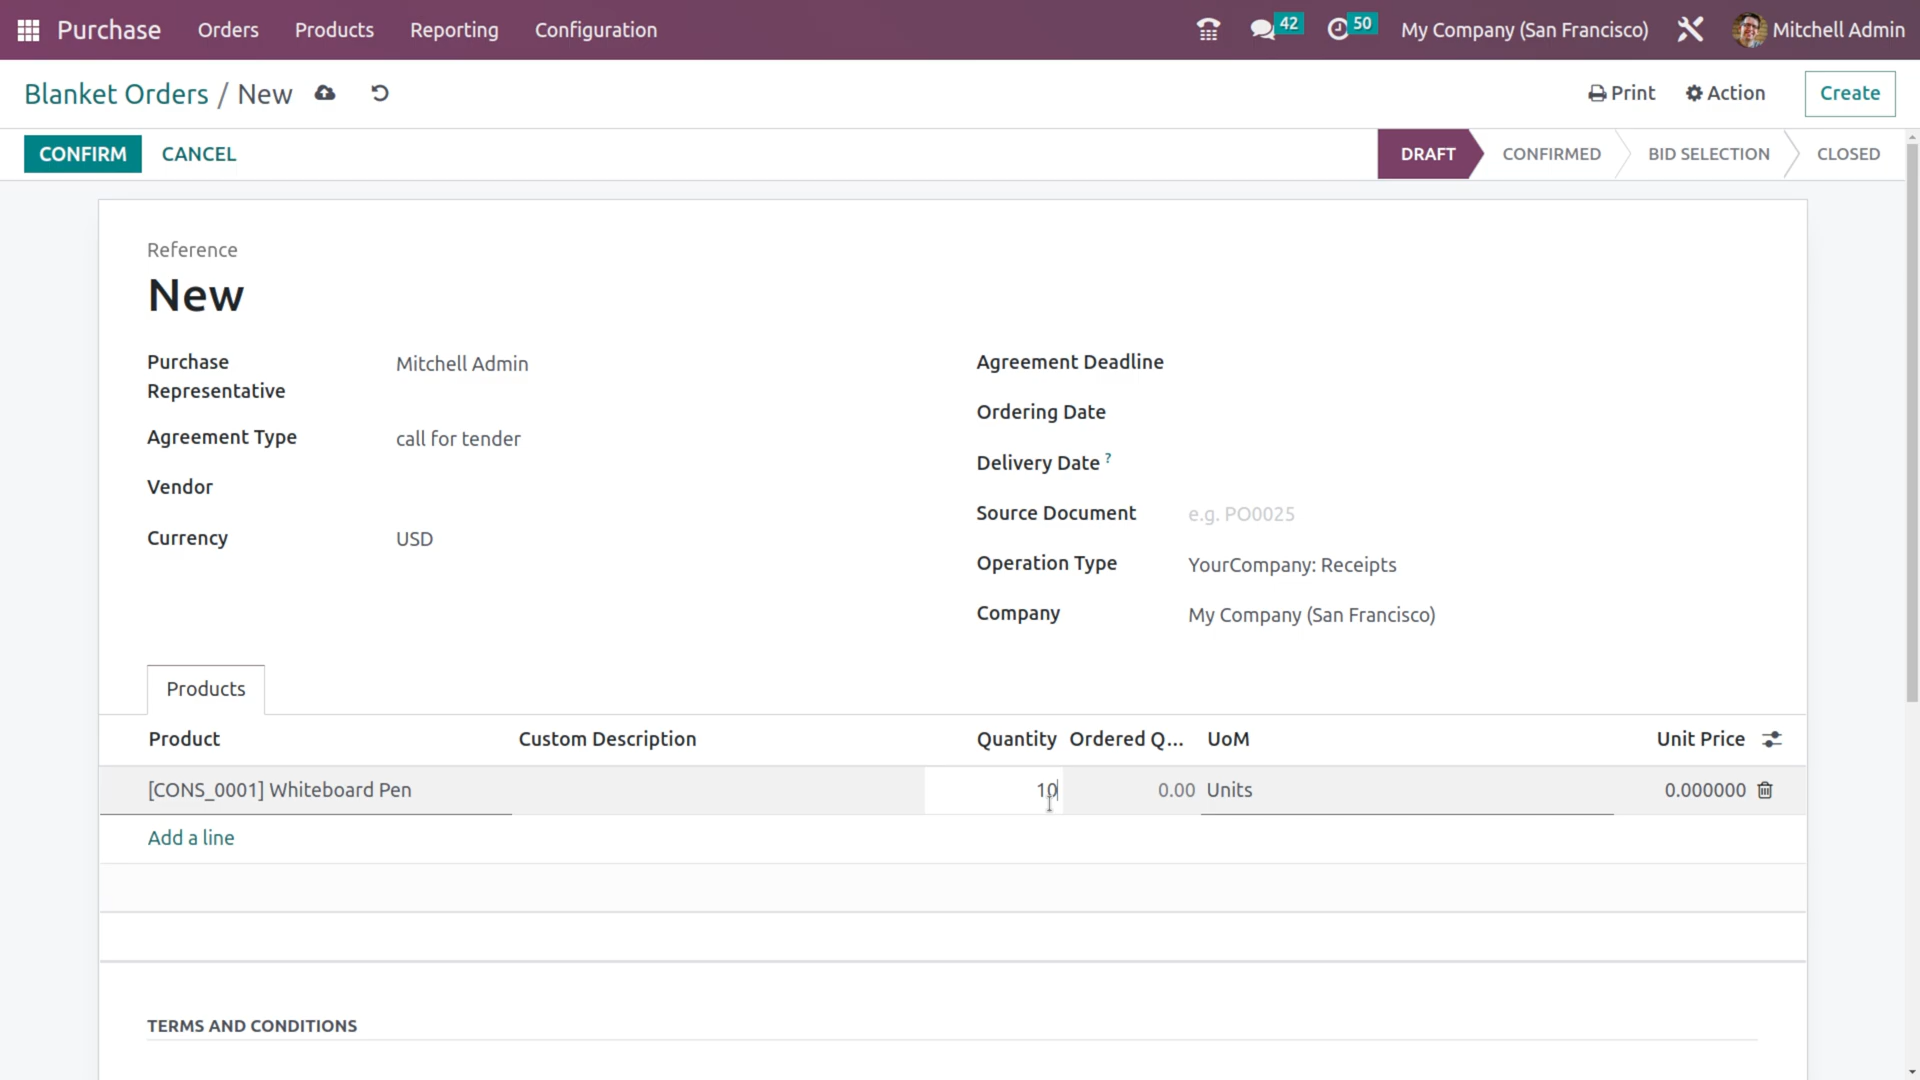 Purchase Orders Products Reporting Configuration 42 50 My Company (San Francisco) Mitchell Admin
Blanket Orders / New Print Action Create
CONFIRM CANCEL DRAFT CONFIRMED BID SELECTION CLOSED
Reference
New
Purchase Representative Mitchell Admin
Agreement Type call for tender
Vendor
Currency USD
Agreement Deadline
Ordering Date
Delivery Date ?
Source Document e.g. PO0025
Operation Type YourCompany: Receipts
Company My Company (San Francisco)
Products
Product Custom Description Quantity Ordered Q... UoM Unit Price
[CONS_0001] Whiteboard Pen 10 0.00 Units 0.000000
Add a line
TERMS AND CONDITIONS